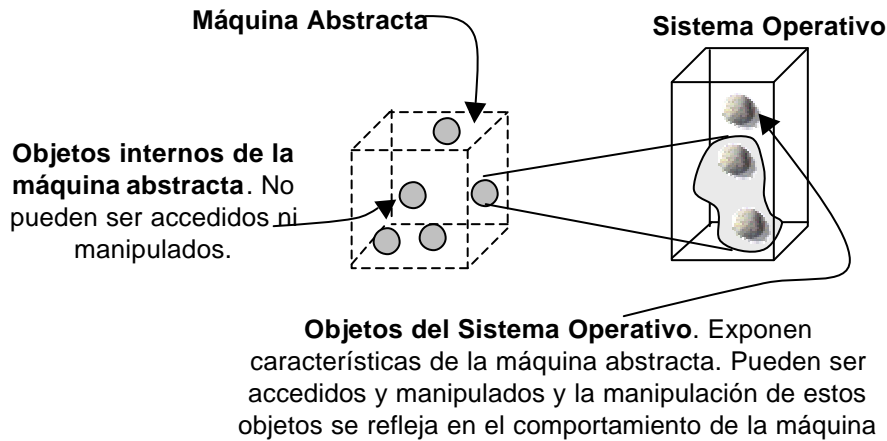 Máquina Abstracta
Sistema Operativo
Objetos internos de la
máquina abstracta. No
pueden ser accedidos ni
manipulados.
Objetos del Sistema Operativo. Exponen
características de la máquina abstracta. Pueden ser
accedidos y manipulados y la manipulación de estos
objetos se refleja en el comportamiento de la máquina